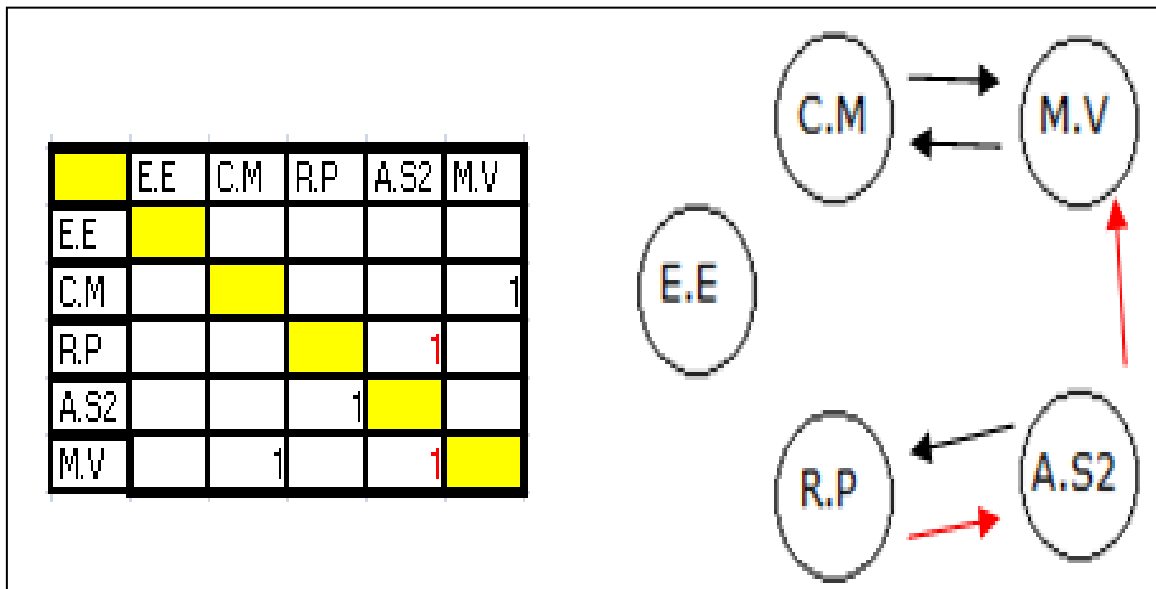 E.E C.M R.P A.S2 M.V
E.E
C.M 1
R.P 1
A.S2 1
M.V 1 1
C.M M.V
E.E
R.P A.S2